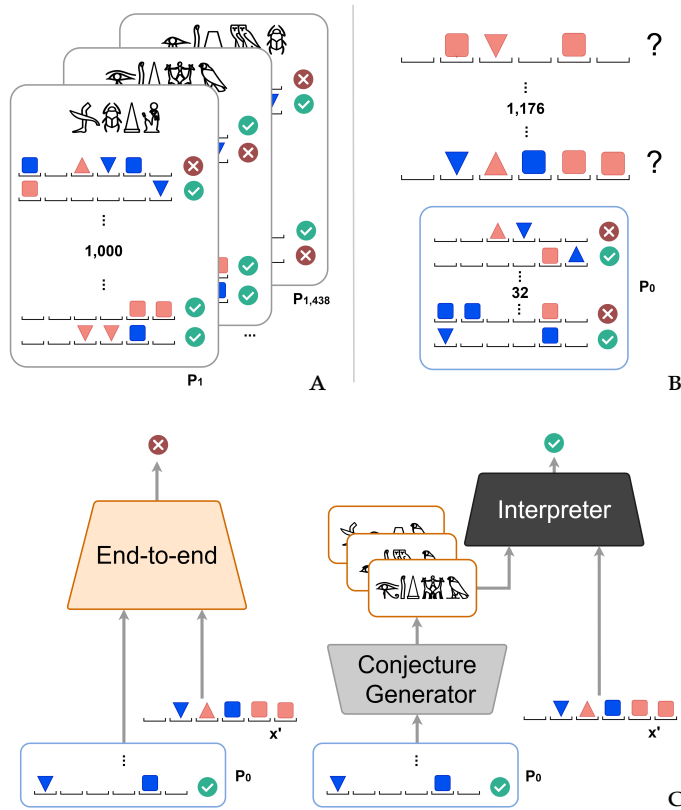 1,000
P1
P1,438
...
A
?
1,176
?
32
P0
B
End-to-end
x'
P0
Interpreter
Conjecture
Generator
x'
P0
C